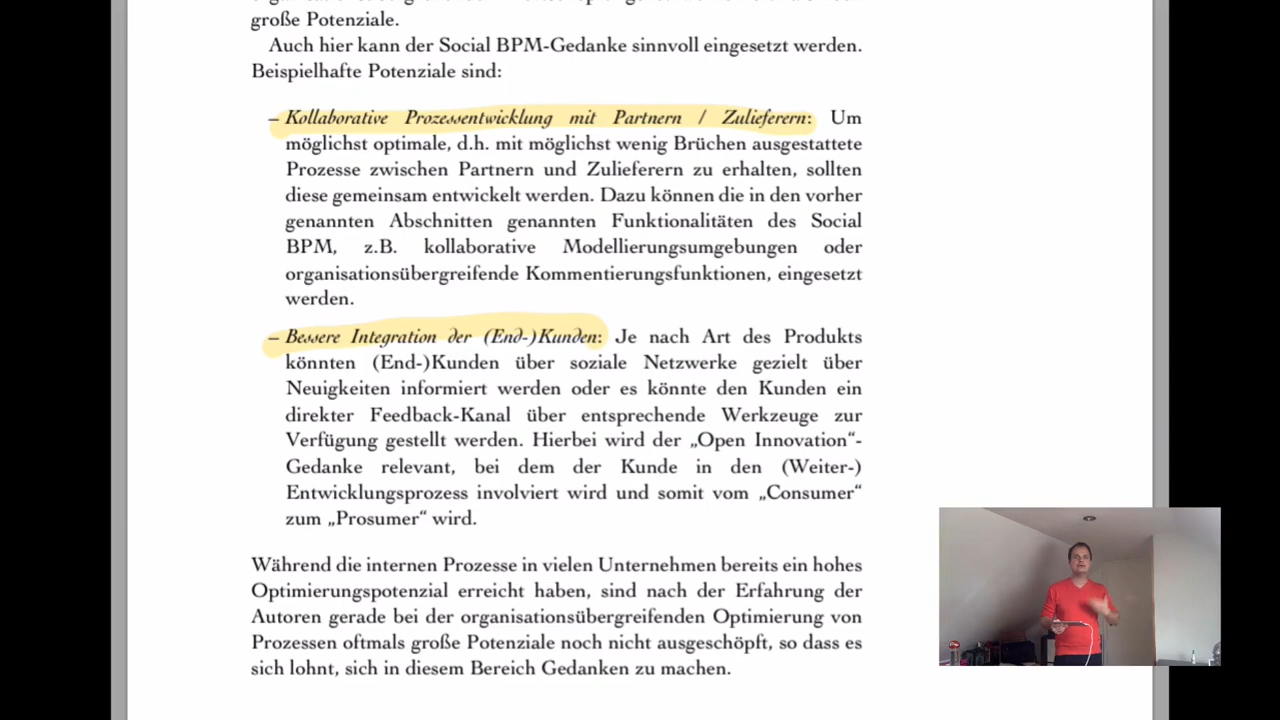 große Potenziale.
Auch hier kann der Social BPM-Gedanke sinnvoll eingesetzt werden.
Beispielhafte Potenziale sind:
– Kollaborative Prozessentwicklung mit Partnern / Zulieferern: Um
möglichst optimale, d.h. mit möglichst wenig Brüchen ausgestattete
Prozesse zwischen Partnern und Zulieferern zu erhalten, sollten
diese gemeinsam entwickelt werden. Dazu können die in den vorher
genannten Abschnitten genannten Funktionalitäten des Social
BPM, z.B. kollaborative Modellierungsumgebungen oder
organisationsübergreifende Kommentierungsfunktionen, eingesetzt
werden.
– Bessere Integration der (End-)Kunden: Je nach Art des Produkts
könnten (End-)Kunden über soziale Netzwerke gezielt über
Neuigkeiten informiert werden oder es könnte den Kunden ein
direkter Feedback-Kanal über entsprechende Werkzeuge zur
Verfügung gestellt werden. Hierbei wird der „Open Innovation“-
Gedanke relevant, bei dem der Kunde in den (Weiter-)
Entwicklungsprozess involviert wird und somit vom „Consumer“
zum „Prosumer“ wird.
Während die internen Prozesse in vielen Unternehmen bereits ein hohes
Optimierungspotenzial erreicht haben, sind nach der Erfahrung der
Autoren gerade bei der organisationsübergreifenden Optimierung von
Prozessen oftmals große Potenziale noch nicht ausgeschöpft, so dass es
sich lohnt, sich in diesem Bereich Gedanken zu machen.